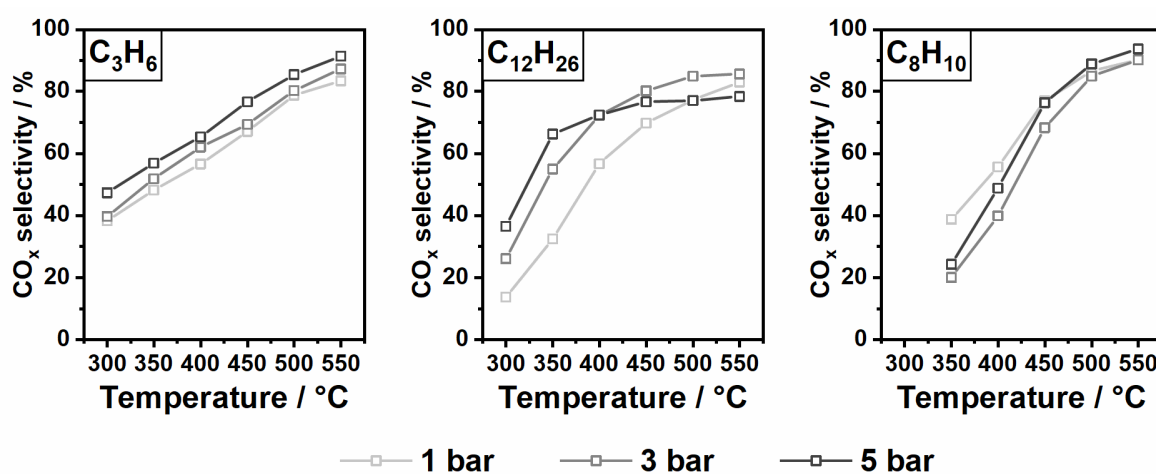 C₃H₆
COₓ selectivity / %
100
80
60
40
20
0
300 350 400 450 500 550
Temperature / °C
C₁₂H₂₆
COₓ selectivity / %
100
80
60
40
20
0
300 350 400 450 500 550
Temperature / °C
C₈H₁₀
COₓ selectivity / %
100
80
60
40
20
0
300 350 400 450 500 550
Temperature / °C
1 bar 3 bar 5 bar